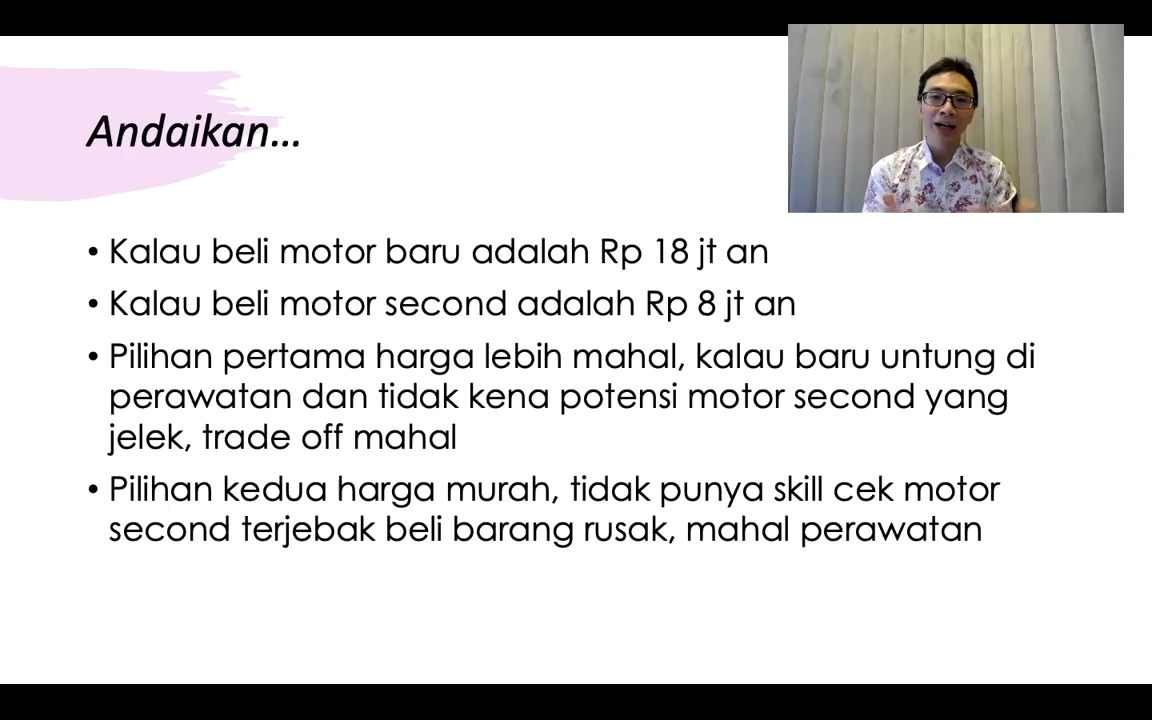 Andaikan...
• Kalau beli motor baru adalah Rp 18 jt an
• Kalau beli motor second adalah Rp 8 jt an
• Pilihan pertama harga lebih mahal, kalau baru untung di
perawatan dan tidak kena potensi motor second yang
jelek, trade off mahal
• Pilihan kedua harga murah, tidak punya skill cek motor
second terjebak beli barang rusak, mahal perawatan